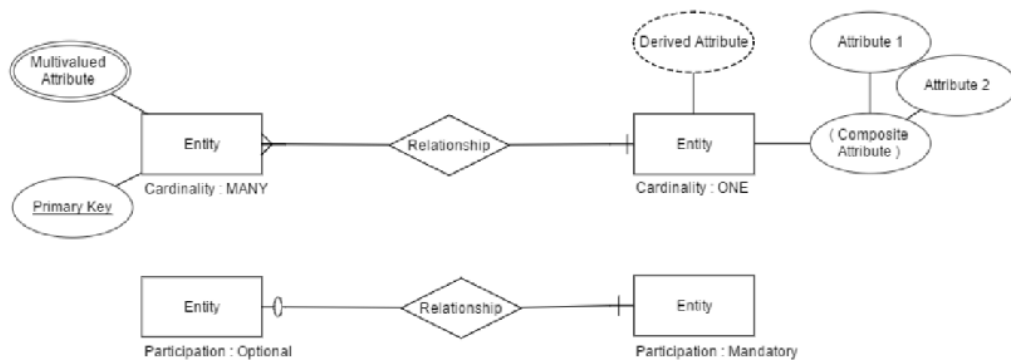 Multivalued
Attribute
Derived Attribute
Attribute 1
Attribute 2
Entity
Relationship
Entity
( Composite
Attribute )
Cardinality : MANY
Cardinality : ONE
Primary Key
Entity
Relationship
Entity
Participation : Optional
Participation : Mandatory